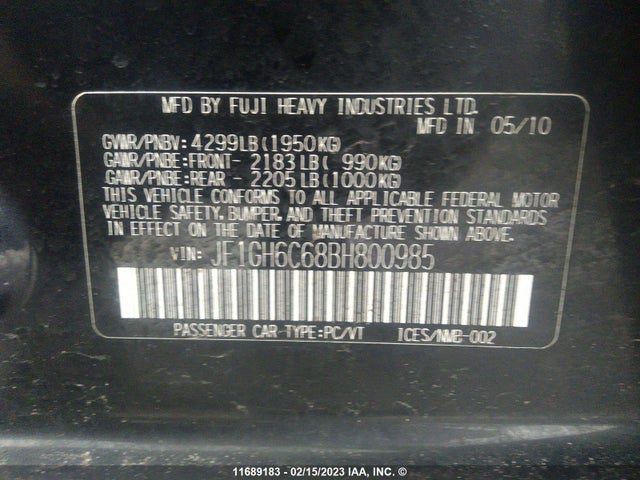 MFD BY FUJI HEAVY INDUSTRIES LTD.
MFD IN 05/10
GVWR/PNBV: 4299LB(1950KG)
GAWR/PNBE:FRONT- 2183LB( 990KG)
GAWR/PNBE:REAR - 2205LB(1000KG)
THIS VEHICLE CONFORMS TO ALL APPLICABLE FEDERAL MOTOR
VEHICLE SAFETY, BUMPER, AND THEFT PREVENTION STANDARDS
IN EFFECT ON THE DATE OF MANUFACTURE SHOWN ABOVE.
VIN: JF1GH6C68BH800985
PASSENGER CAR-TYPE:PC/VT ICES/NMB-002
11689183 - 02/15/2023 IAA, INC. ©